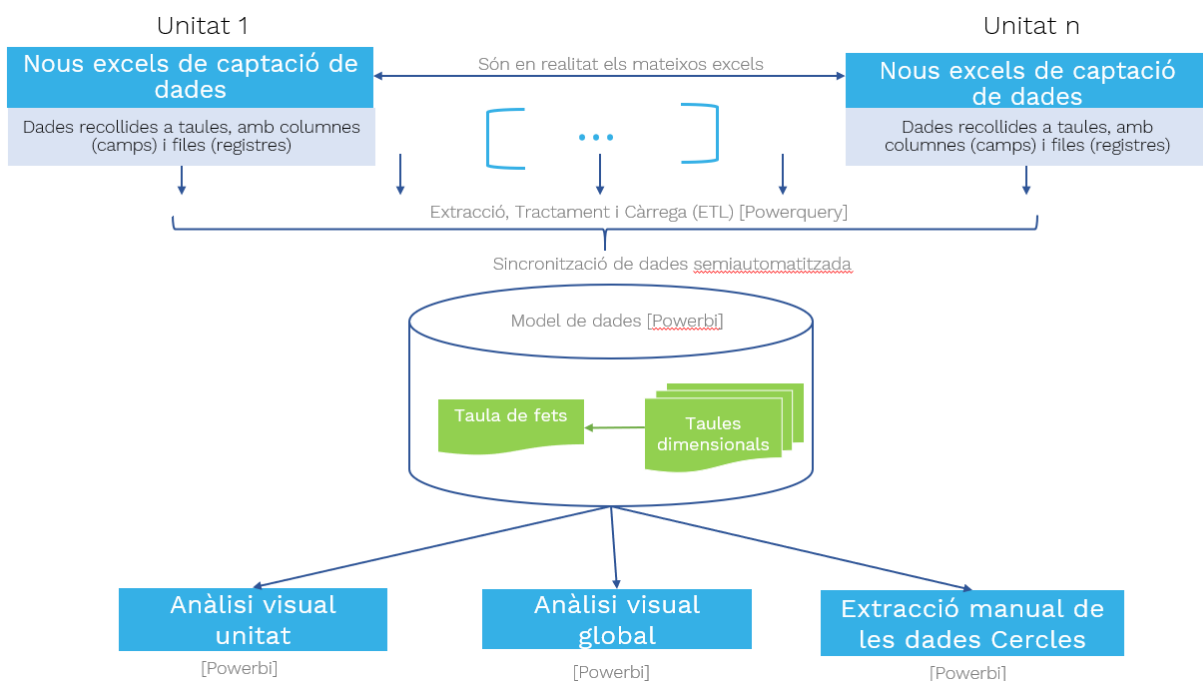 Unitat 1
Unitat n
Nous excels de captació de
dades
Són en realitat els mateixos excels
Nous excels de captació
de dades
Dades recollides a taules, amb columnes
(camps) i files (registres)
...
Dades recollides a taules, amb
columnes (camps) i files (registres)
Extracció, Tractament i Càrrega (ETL) [Powerquery]
Sincronització de dades semiautomatitzada
Model de dades [Powerbi]
Taula de fets
Taules
dimensionals
Anàlisi visual
unitat
[Powerbi]
Anàlisi visual
global
[Powerbi]
Extracció manual de
les dades Cercles
[Powerbi]